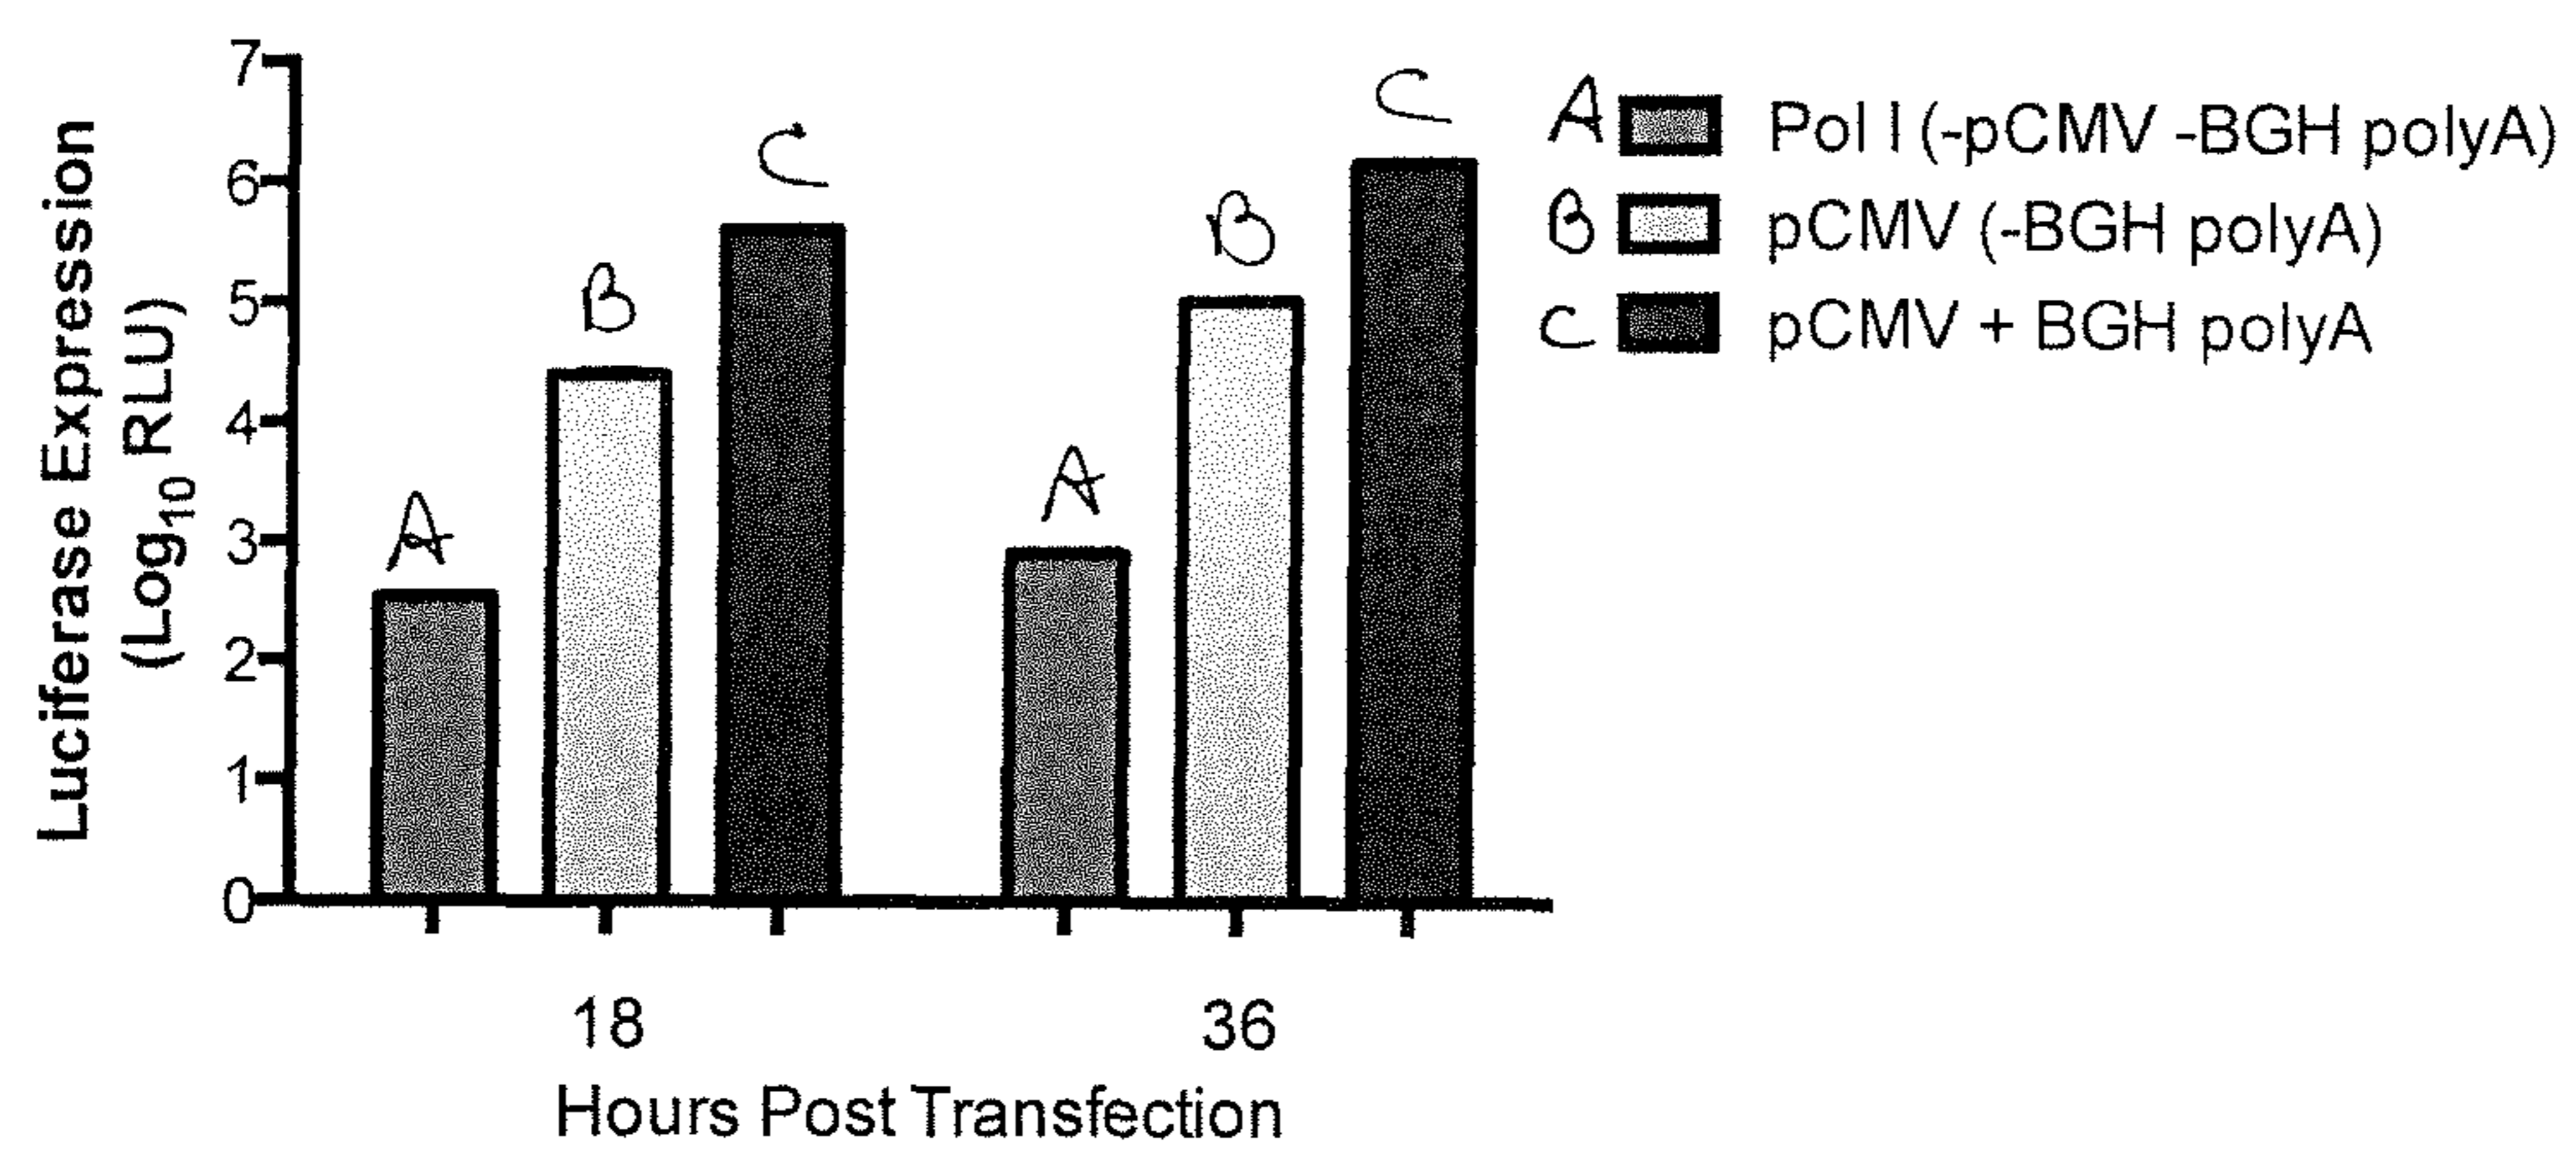 Luciferase Expression
(Log10 RLU)
7
6
5
4
3
2
1
0
A
B
C
A
B
C
18
36
Hours Post Transfection
A Pol I (-pCMV -BGH polyA)
B pCMV (-BGH polyA)
C pCMV + BGH polyA